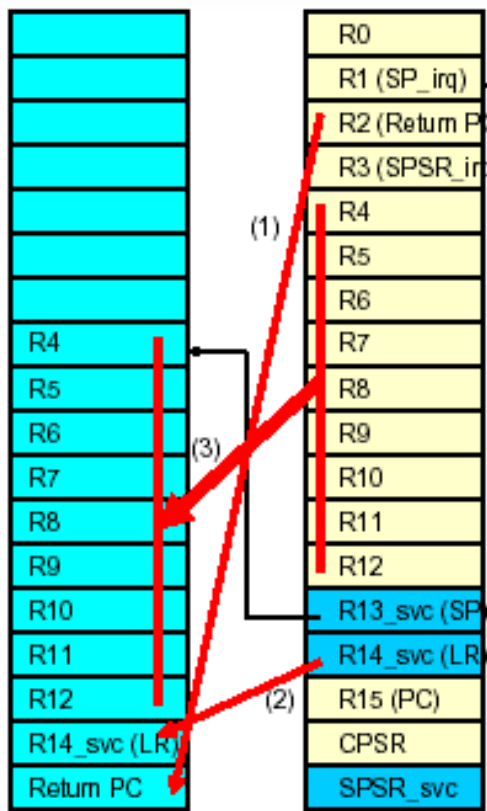 R4
R5
R6
R7
R8
R9
R10
R11
R12
R14_svc (LR)
Return PC
(1)
(3)
(2)
R0
R1 (SP_irq)
R2 (Return PC
R3 (SPSR_irq
R4
R5
R6
R7
R8
R9
R10
R11
R12
R13_svc (SP)
R14_svc (LR)
R15 (PC)
CPSR
SPSR_svc